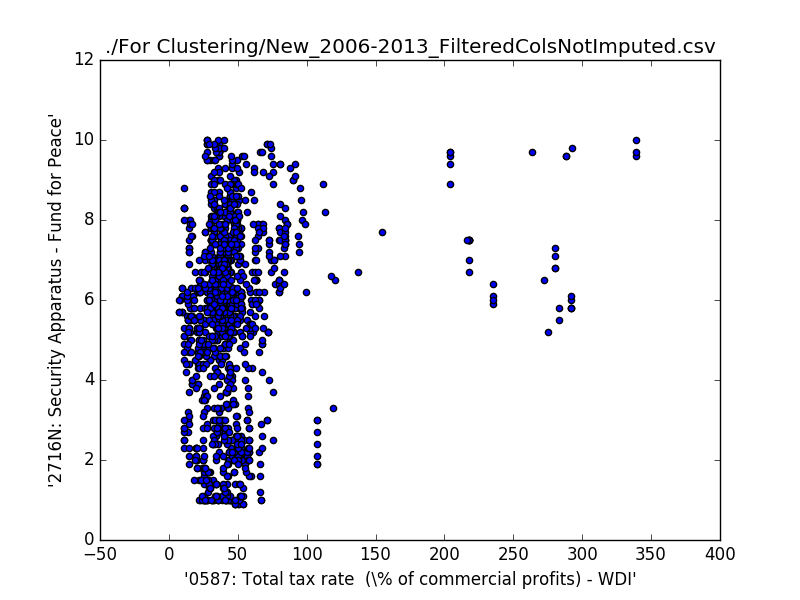 ./For Clustering/New_2006-2013_FilteredColsNotImputed.csv
'2716N: Security Apparatus - Fund for Peace'
12
10
8
6
4
2
0
−50 0 50 100 150 200 250 300 350 400
'0587: Total tax rate  (\% of commercial profits) - WDI'